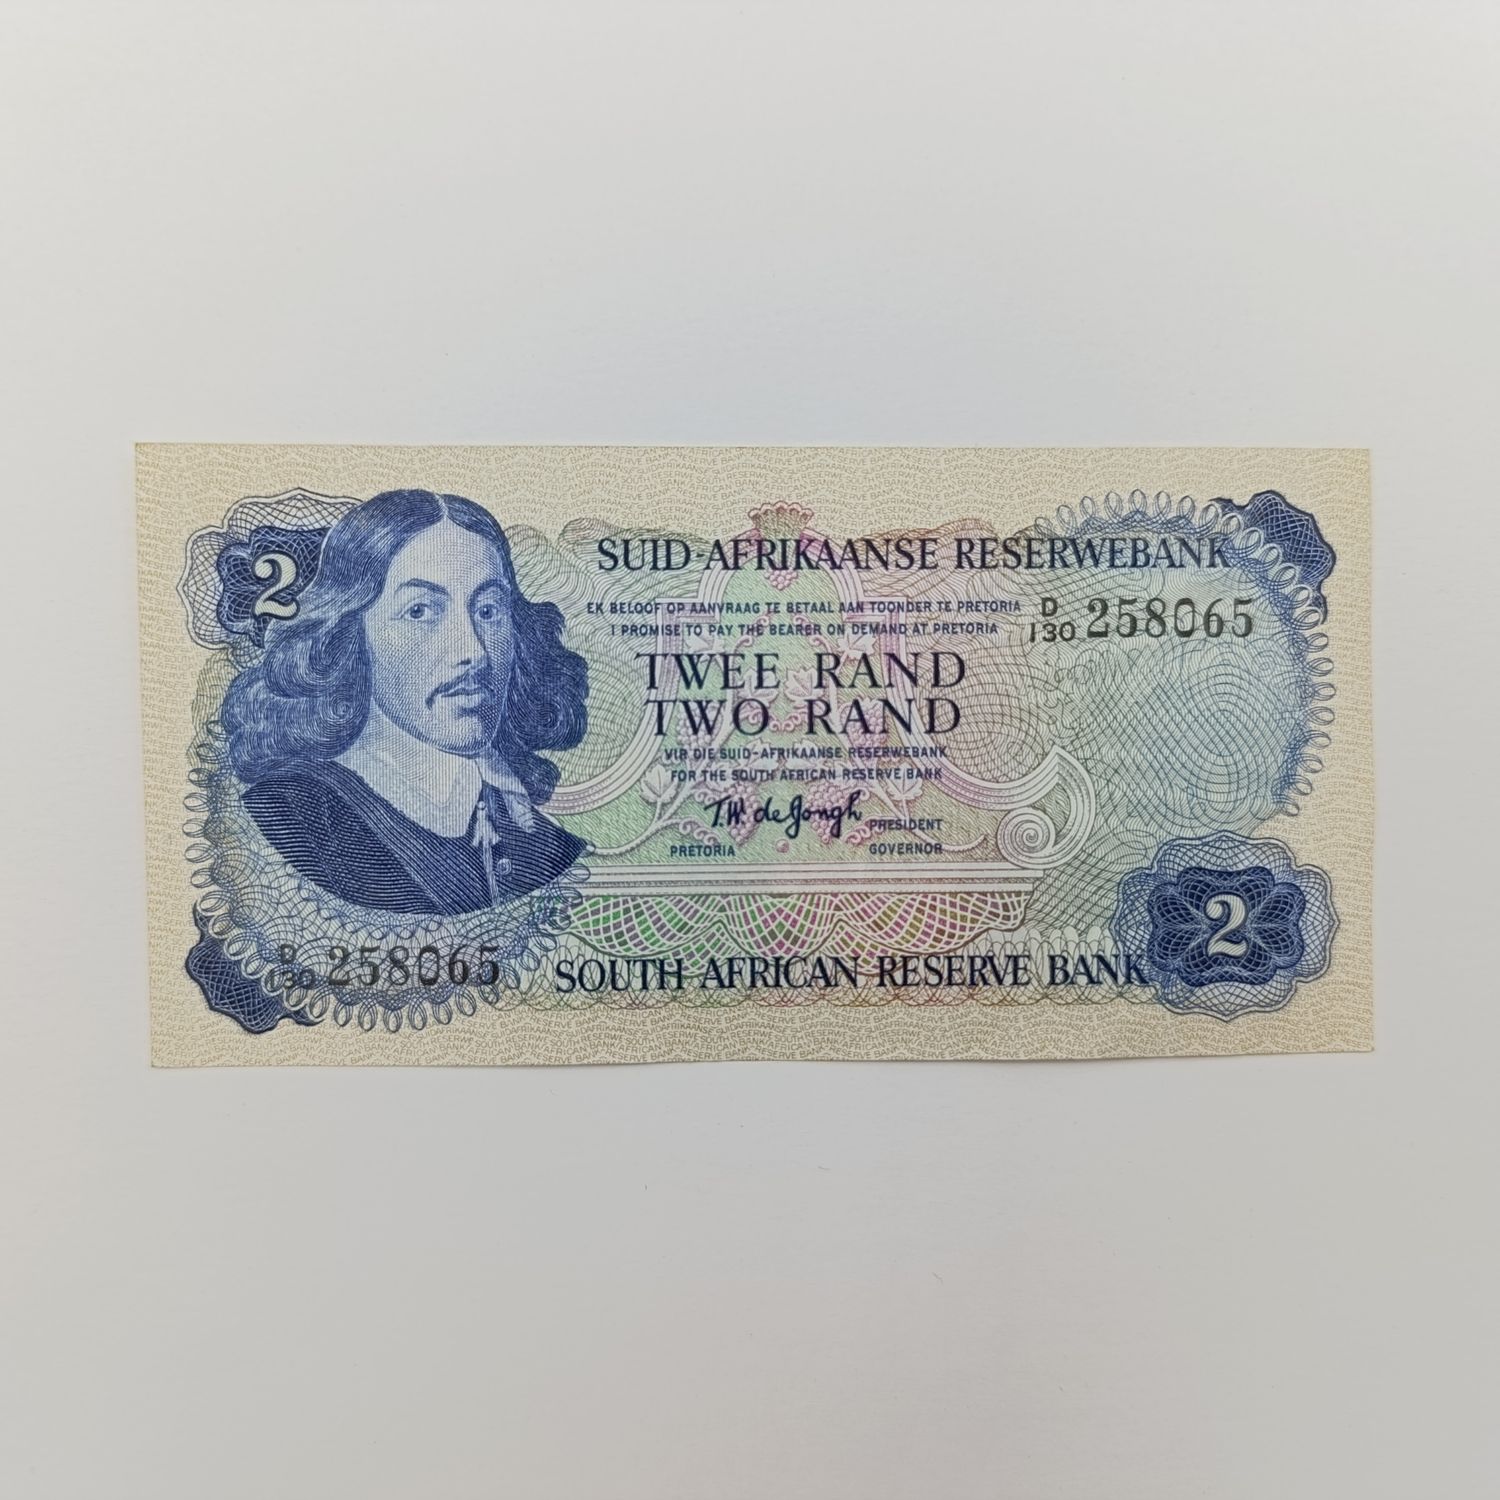 2
SUID-AFRIKAANSE RESERWEBANK
EK BELOOF OP AANVRAAG TE BETAAL AAN TOONDER TE PRETORIA
I PROMISE TO PAY THE BEARER ON DEMAND AT PRETORIA
D/130 258065
TWEE RAND
TWO RAND
VIR DIE SUID-AFRIKAANSE RESERWEBANK
FOR THE SOUTH AFRICAN RESERVE BANK
T.W. de Jongh
PRESIDENT
PRETORIA GOVERNOR
2
D/130 258065
SOUTH AFRICAN RESERVE BANK